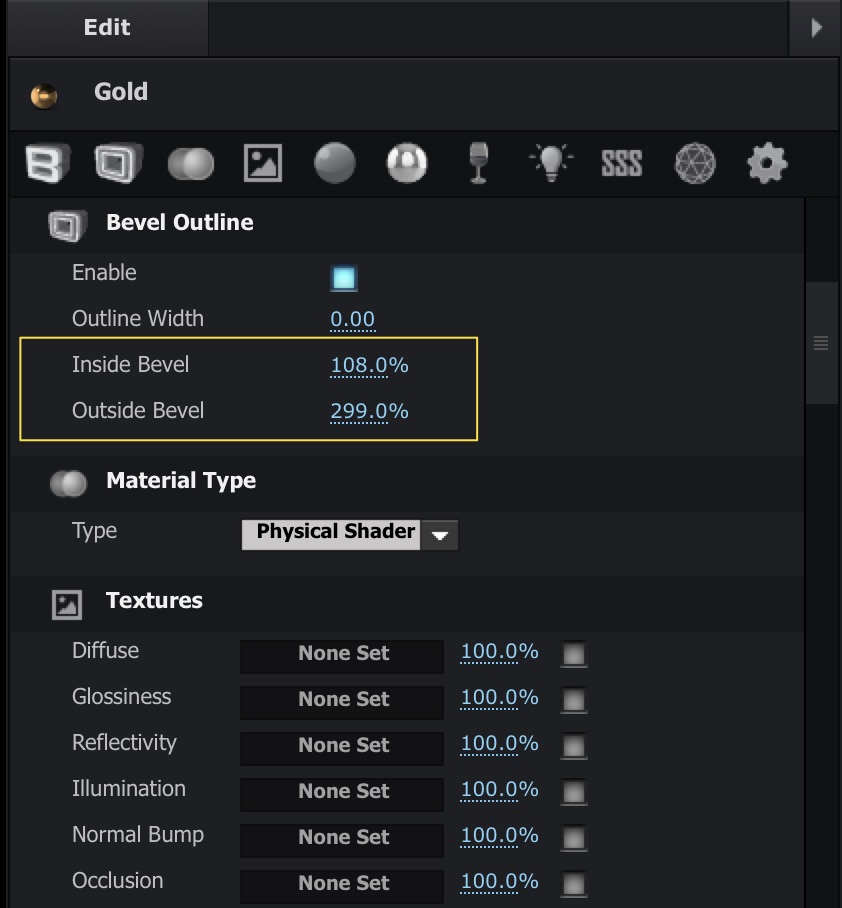 Edit
Gold
SSS
Bevel Outline
Enable
Outline Width 0.00
Inside Bevel 108.0%
Outside Bevel 299.0%
Material Type
Type Physical Shader
Textures
Diffuse None Set 100.0%
Glossiness None Set 100.0%
Reflectivity None Set 100.0%
Illumination None Set 100.0%
Normal Bump None Set 100.0%
Occlusion None Set 100.0%